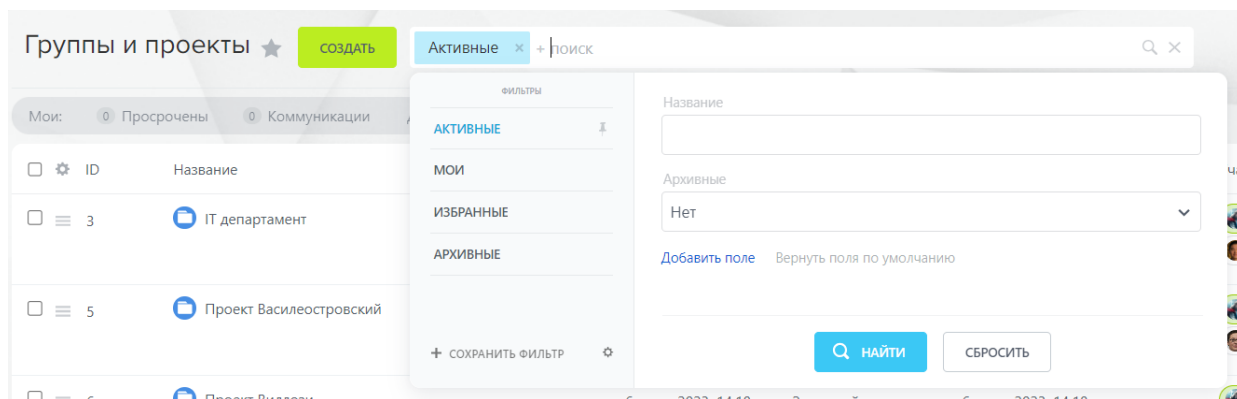 Группы и проекты СОЗДАТЬ Активные × + поиск
ФИЛЬТРЫ
АКТИВНЫЕ
МОИ
ИЗБРАННЫЕ
АРХИВНЫЕ
+ СОХРАНИТЬ ФИЛЬТР
Название
Архивные
Нет
Добавить поле Вернуть поля по умолчанию
НАЙТИ СБРОСИТЬ
Мои: 0 Просрочены 0 Коммуникации
ID Название
3 IT департамент
5 Проект Василеостровский
Проект